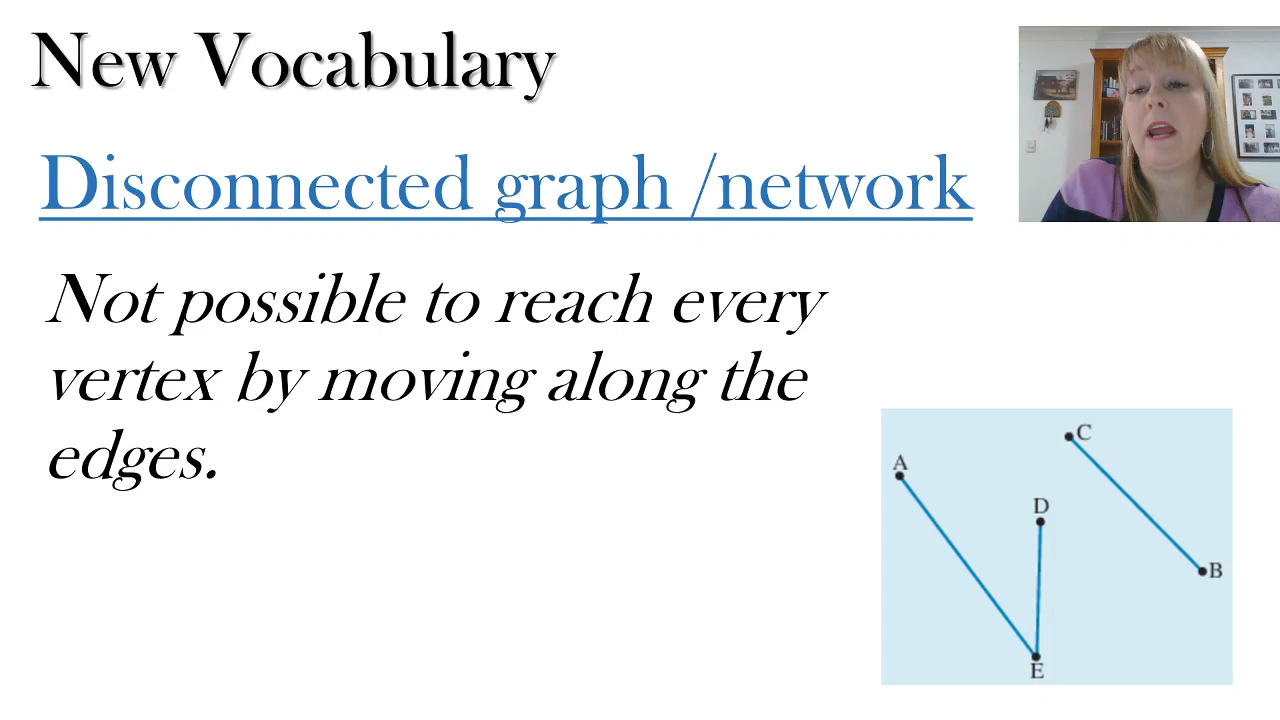 New Vocabulary
Disconnected graph /network
Not possible to reach every
vertex by moving along the
edges.
C
A
D
B
E